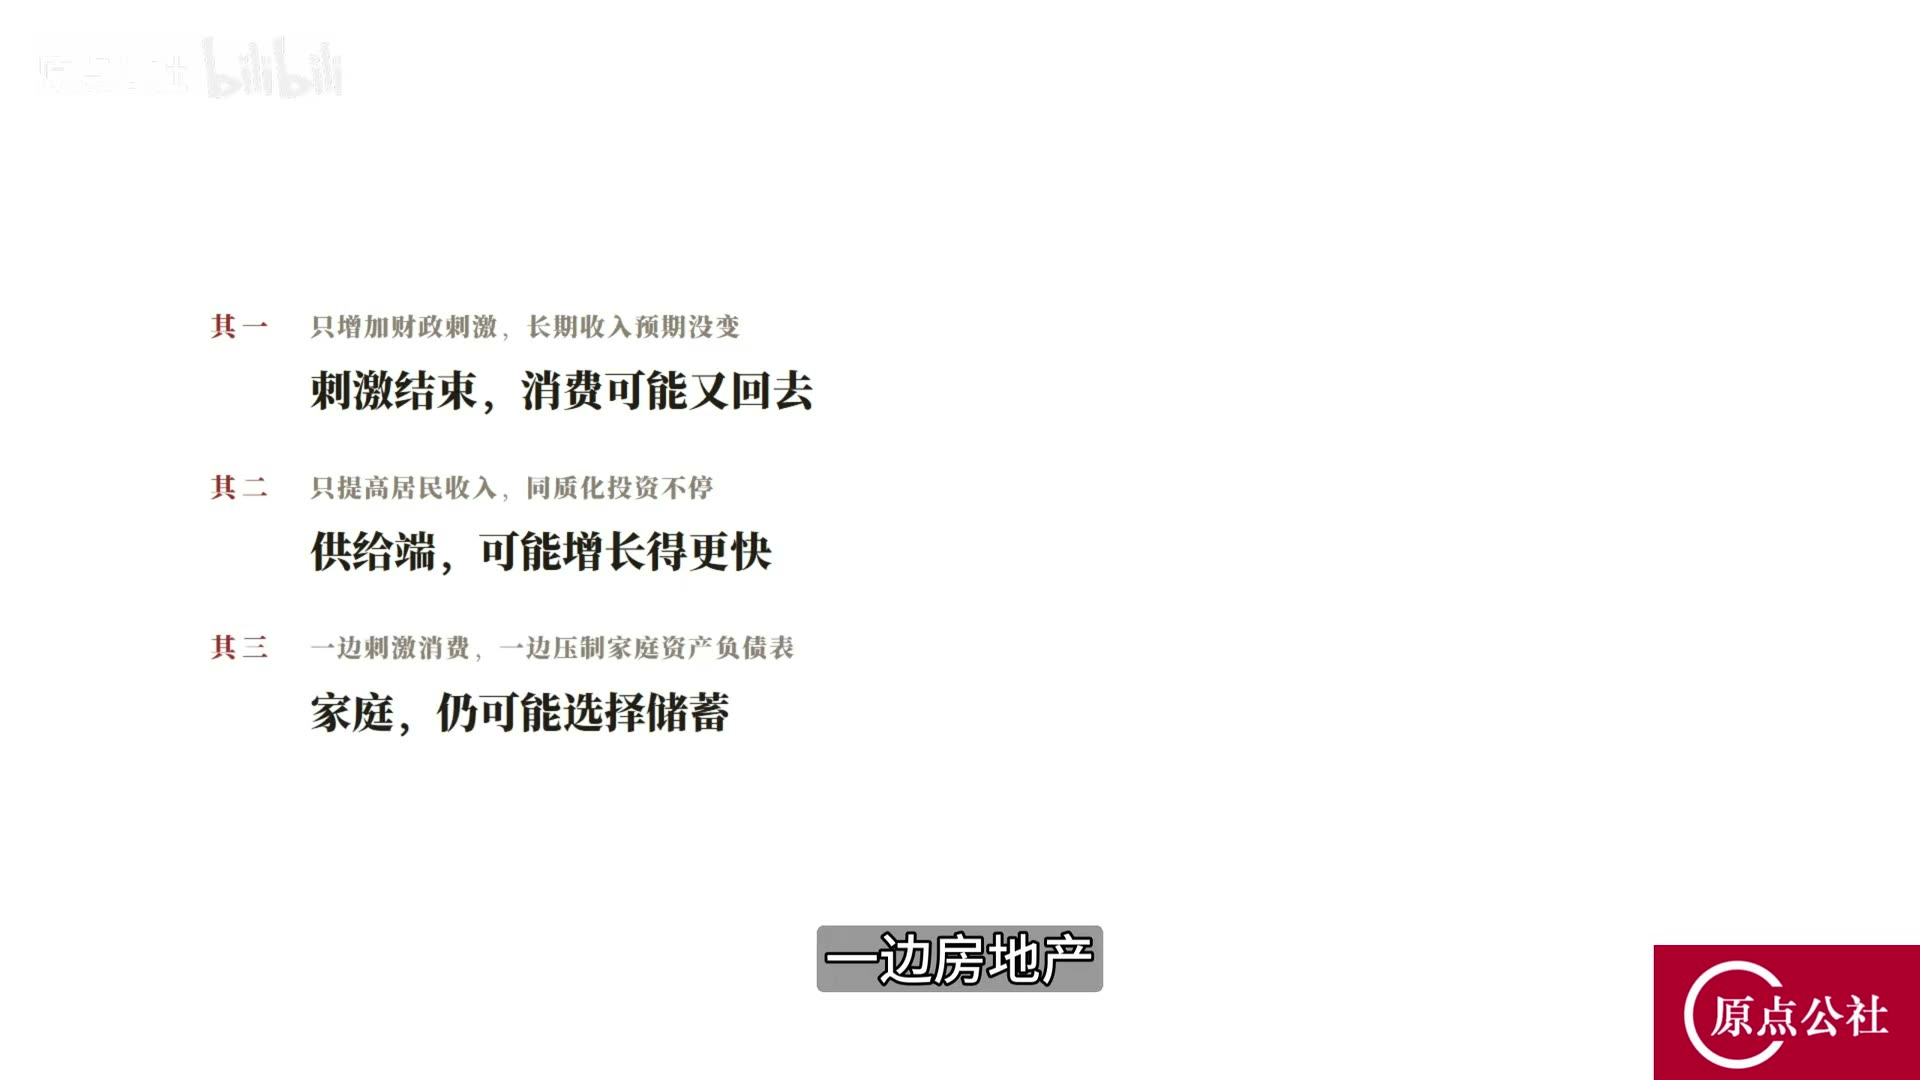 bilibili
其一 只增加财政刺激，长期收入预期没变
刺激结束，消费可能又回去
其二 只提高居民收入，同质化投资不停
供给端，可能增长得更快
其三 一边刺激消费，一边压制家庭资产负债表
家庭，仍可能选择储蓄
一边房地产
原点公社